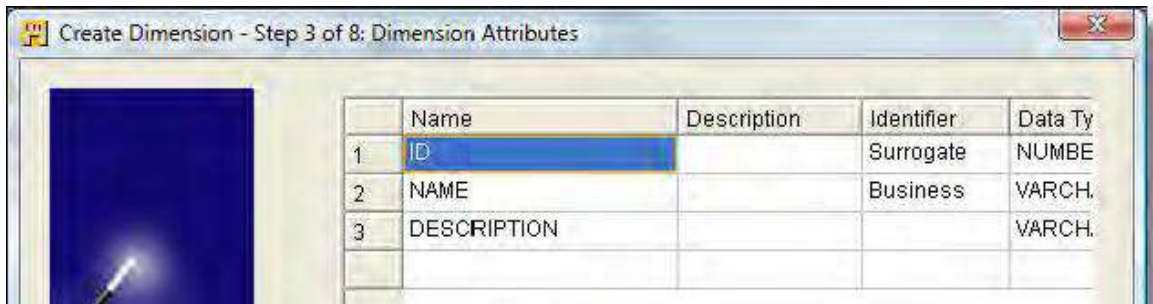 Create Dimension - Step 3 of 8: Dimension Attributes
Name Description Identifier Data Ty
1 ID Surrogate NUMBE
2 NAME Business VARCH
3 DESCRIPTION VARCH